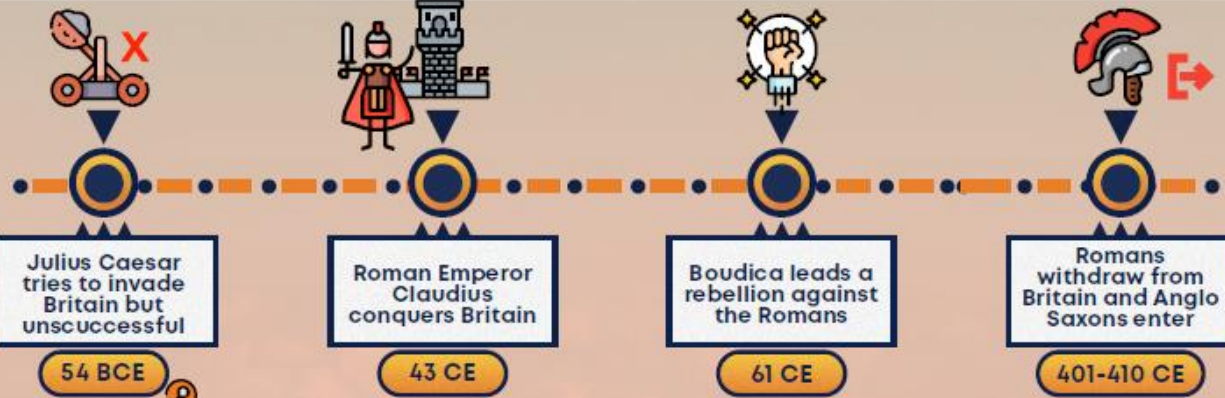 X
Julius Caesar
tries to invade
Britain but
unscuccessful
54 BCE
Roman Emperor
Claudius
conquers Britain
43 CE
Boudica leads a
rebellion against
the Romans
61 CE
Romans
withdraw from
Britain and Anglo
Saxons enter
401-410 CE